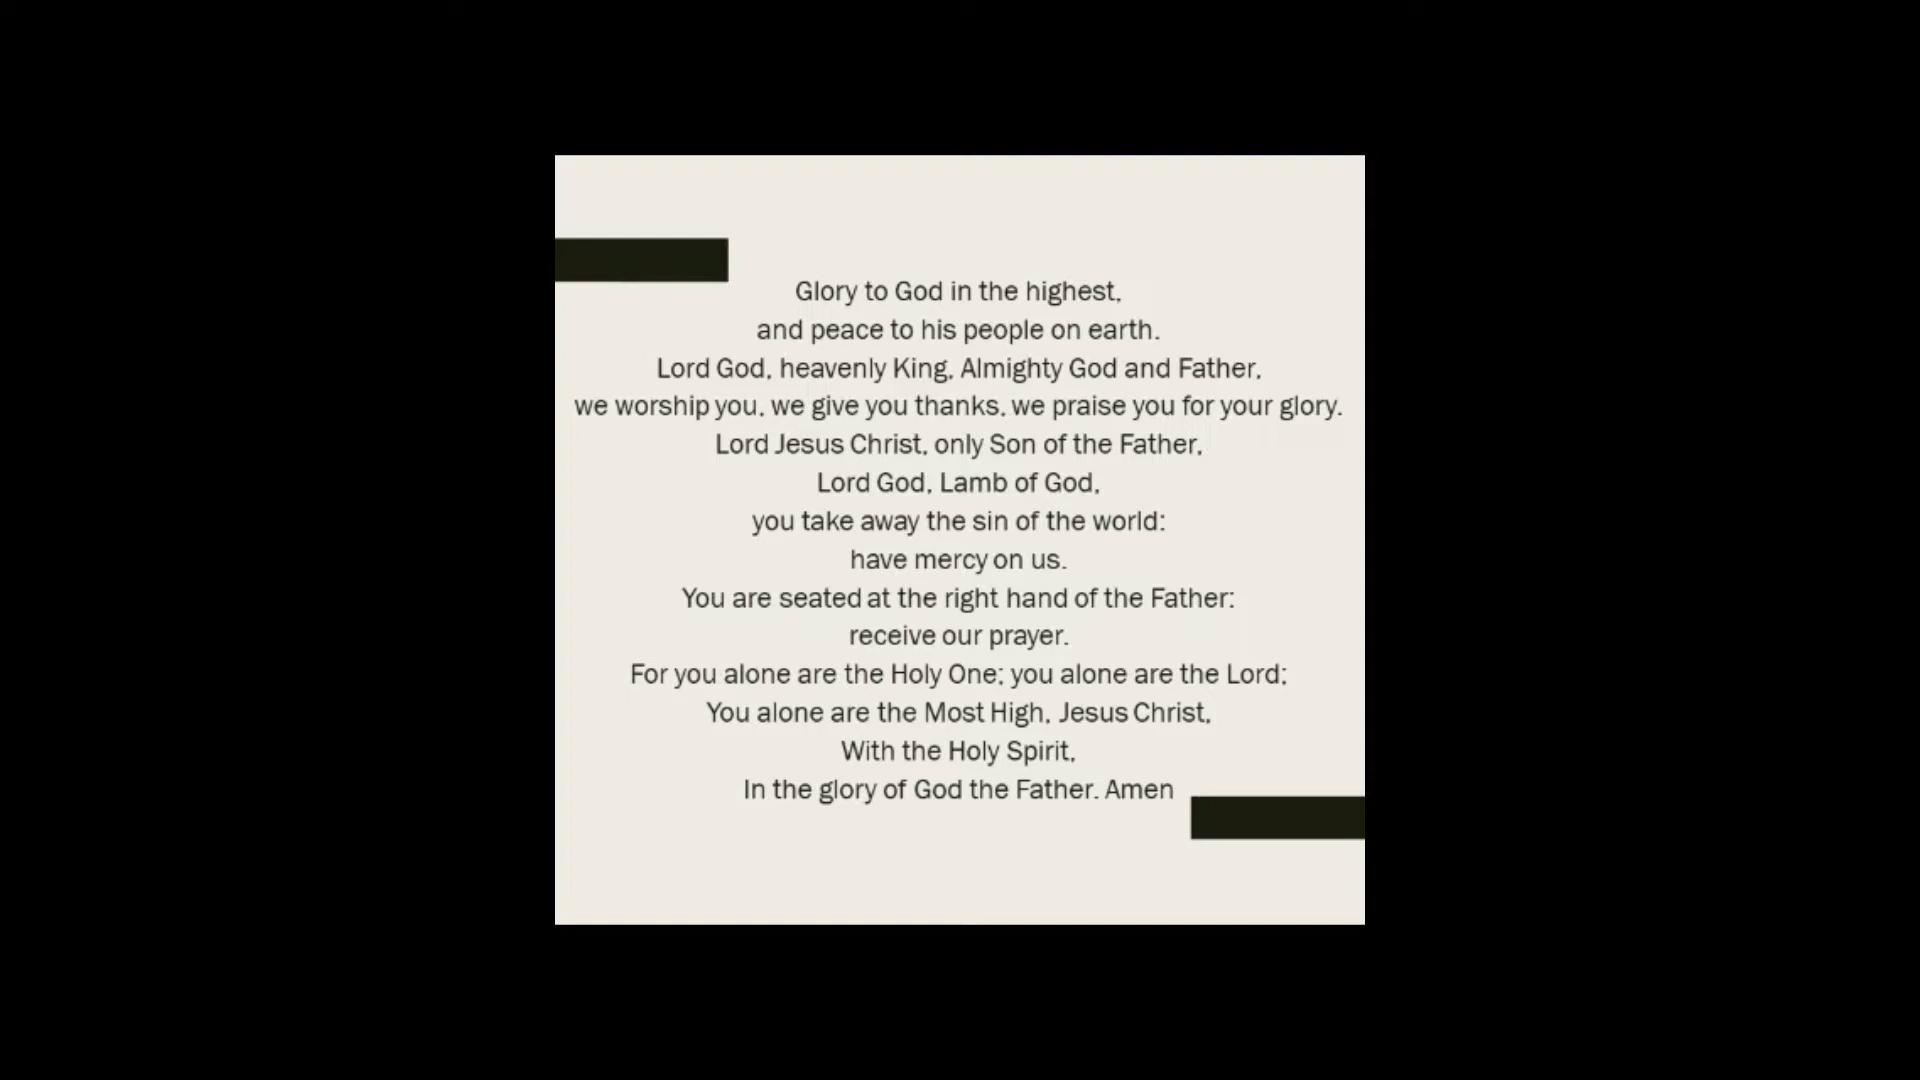 Glory to God in the highest,
and peace to his people on earth.
Lord God, heavenly King, Almighty God and Father,
we worship you, we give you thanks, we praise you for your glory.
Lord Jesus Christ, only Son of the Father,
Lord God, Lamb of God,
you take away the sin of the world:
have mercy on us.
You are seated at the right hand of the Father:
receive our prayer.
For you alone are the Holy One; you alone are the Lord;
You alone are the Most High, Jesus Christ,
With the Holy Spirit,
In the glory of God the Father. Amen